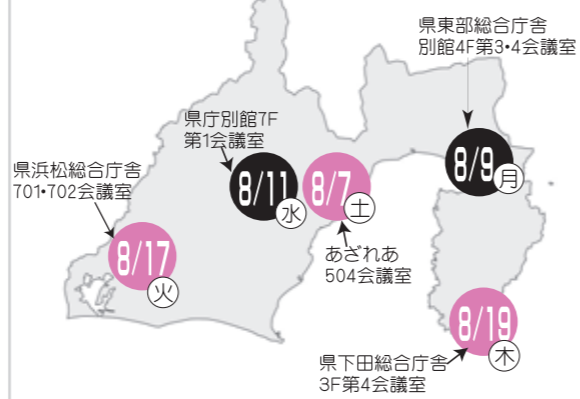 県東部総合庁舎
別館4F第3・4会議室
8/9
月
県庁別館7F
第1会議室
8/11
水
8/7
土
あざれあ
504会議室
県浜松総合庁舎
701・702会議室
8/17
火
8/19
木
県下田総合庁舎
3F第4会議室